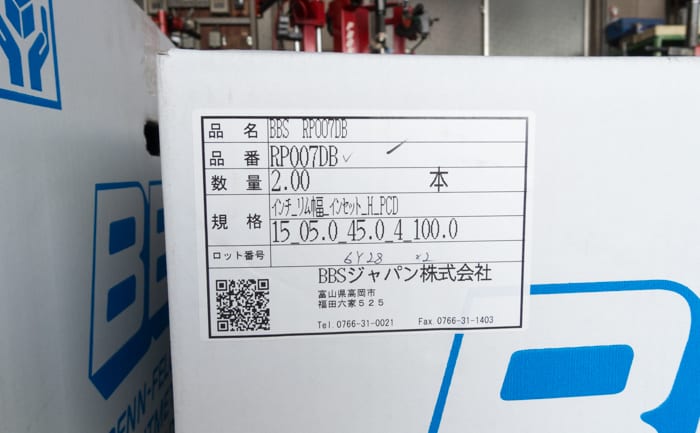 品 名 BBS RP007DB
品 番 RP007DB
数 量 2.00 本
規 格 インチ_リム幅_インセット_H_PCD
15_05.0_45.0_4_100.0
ロット番号 6Y28 ×2
BBSジャパン株式会社
富山県高岡市
福田六家525
Tel.0766-31-0021 Fax.0766-31-1403